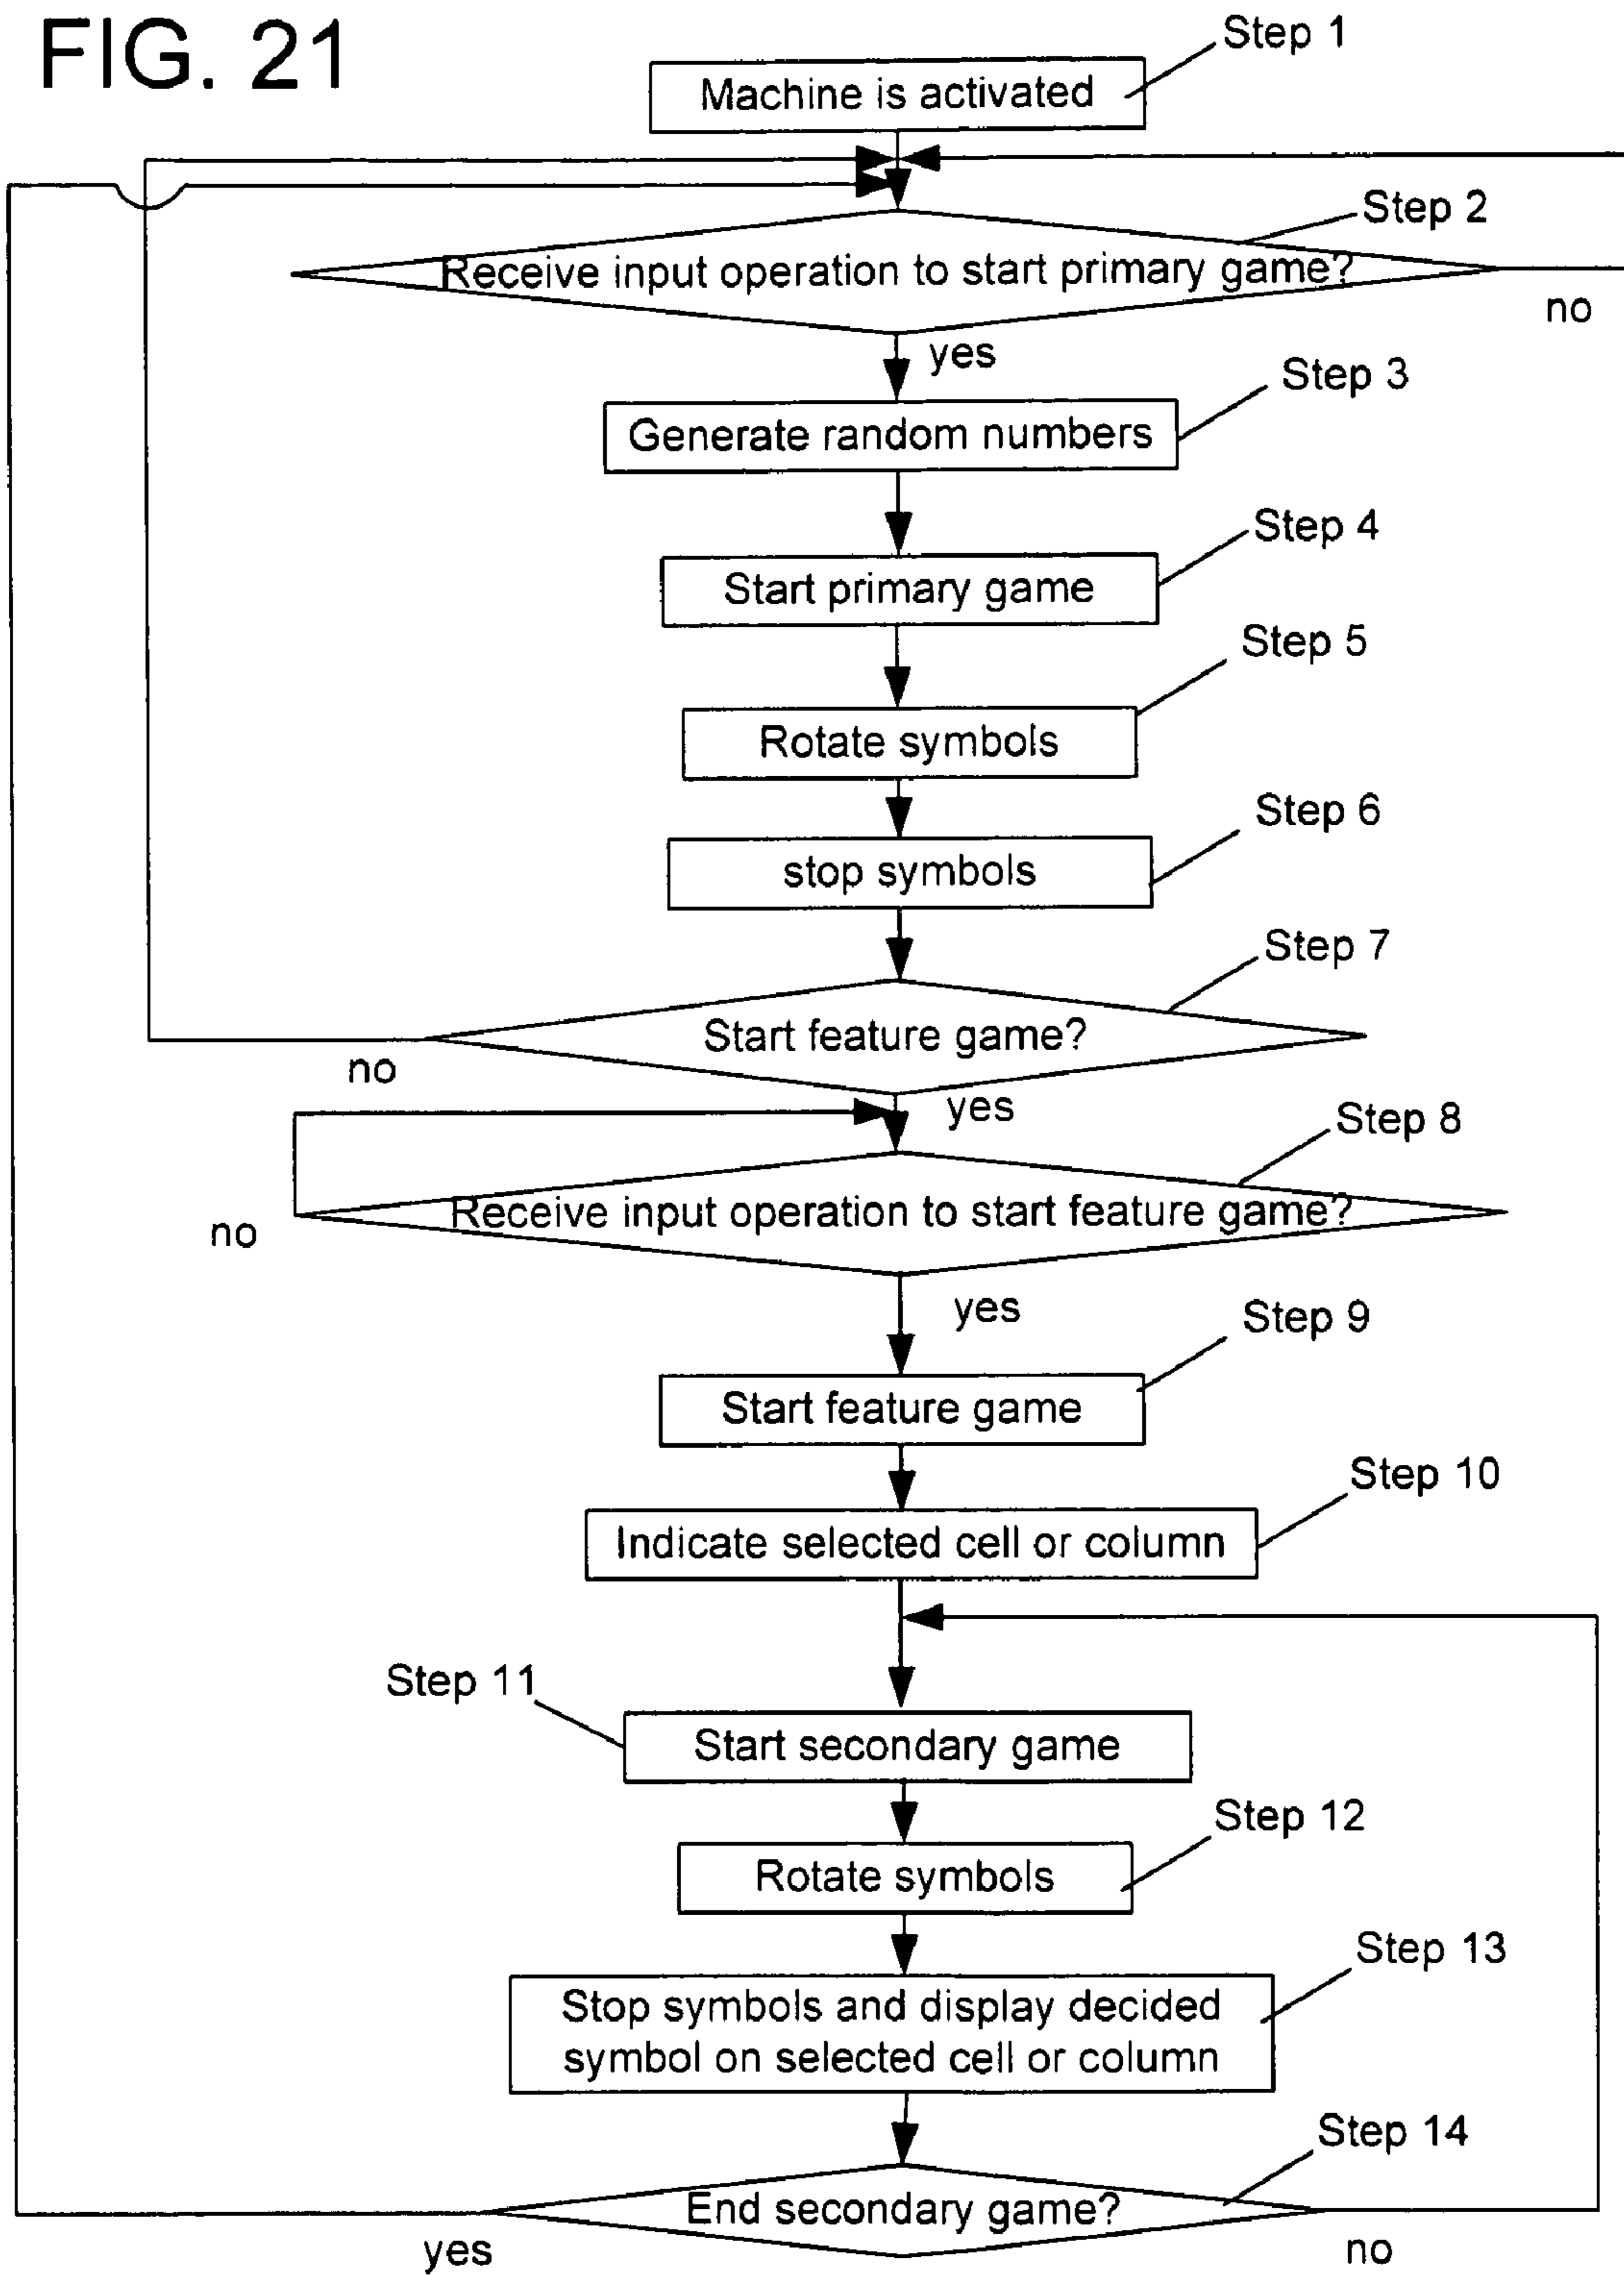 FIG. 21
Step 1
Machine is activated
Step 2
Receive input operation to start primary game?
no
yes
Step 3
Generate random numbers
Step 4
Start primary game
Step 5
Rotate symbols
Step 6
stop symbols
Step 7
Start feature game?
no
yes
Step 8
Receive input operation to start feature game?
no
yes
Step 9
Start feature game
Step 10
Indicate selected cell or column
Step 11
Start secondary game
Step 12
Rotate symbols
Step 13
Stop symbols and display decided
symbol on selected cell or column
Step 14
End secondary game?
yes
no